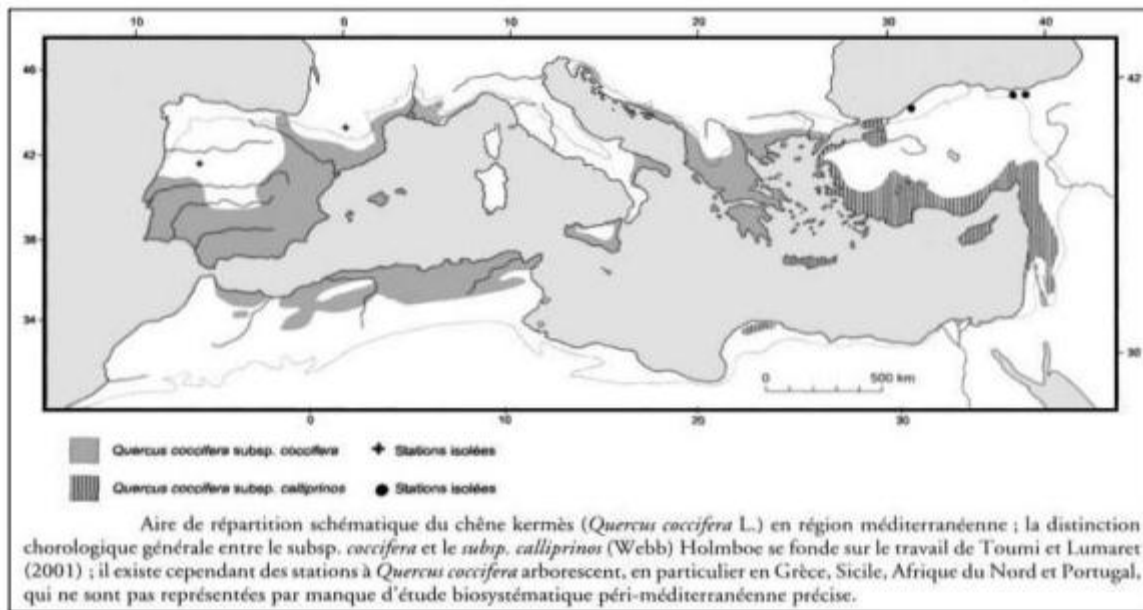 10 0 10 20 30 40
46 42
42
38
34 30
0 500 km
0 10 20 30
Quercus coccifera subsp. coccifera Stations isolées
Quercus coccifera subsp. calliprinos Stations isolées
Aire de répartition schématique du chêne kermès (Quercus coccifera L.) en région méditerranéenne ; la distinction
chorologique générale entre le subsp. coccifera et le subsp. calliprinos (Webb) Holmboe se fonde sur le travail de Toumi et Lumaret
(2001) ; il existe cependant des stations à Quercus coccifera arborescent, en particulier en Grèce, Sicile, Afrique du Nord et Portugal,
qui ne sont pas représentées par manque d'étude biosystématique péri-méditerranéenne précise.